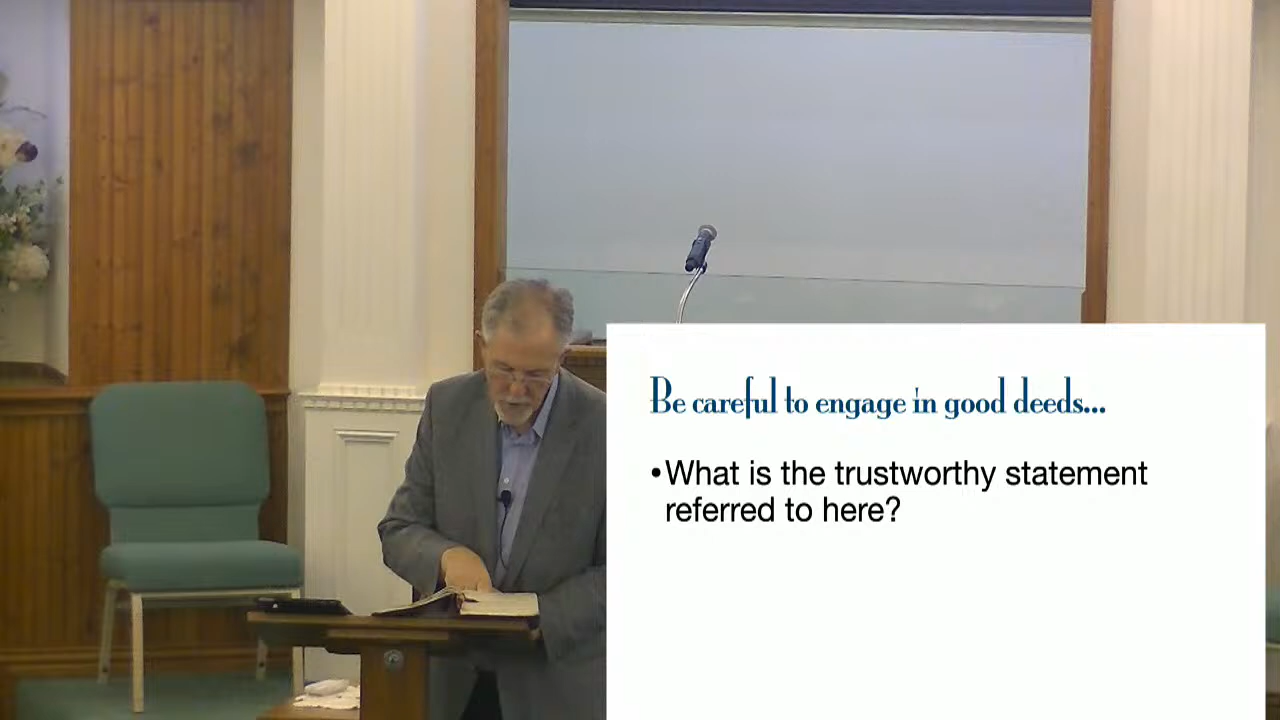 Be careful to engage in good deeds...
•What is the trustworthy statement
referred to here?